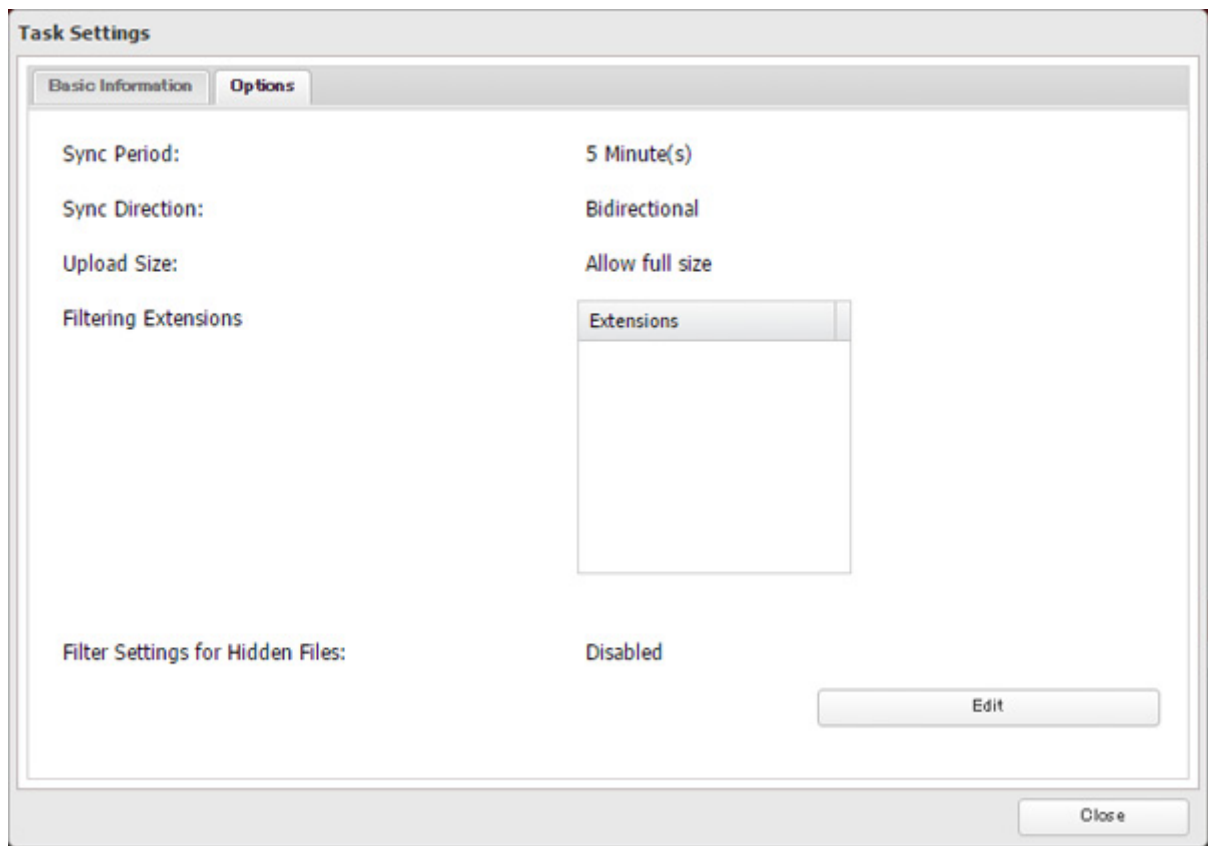 Task Settings
Basic Information Options
Sync Period: 5 Minute(s)
Sync Direction: Bidirectional
Upload Size: Allow full size
Filtering Extensions Extensions
Filter Settings for Hidden Files: Disabled
Edit
Close